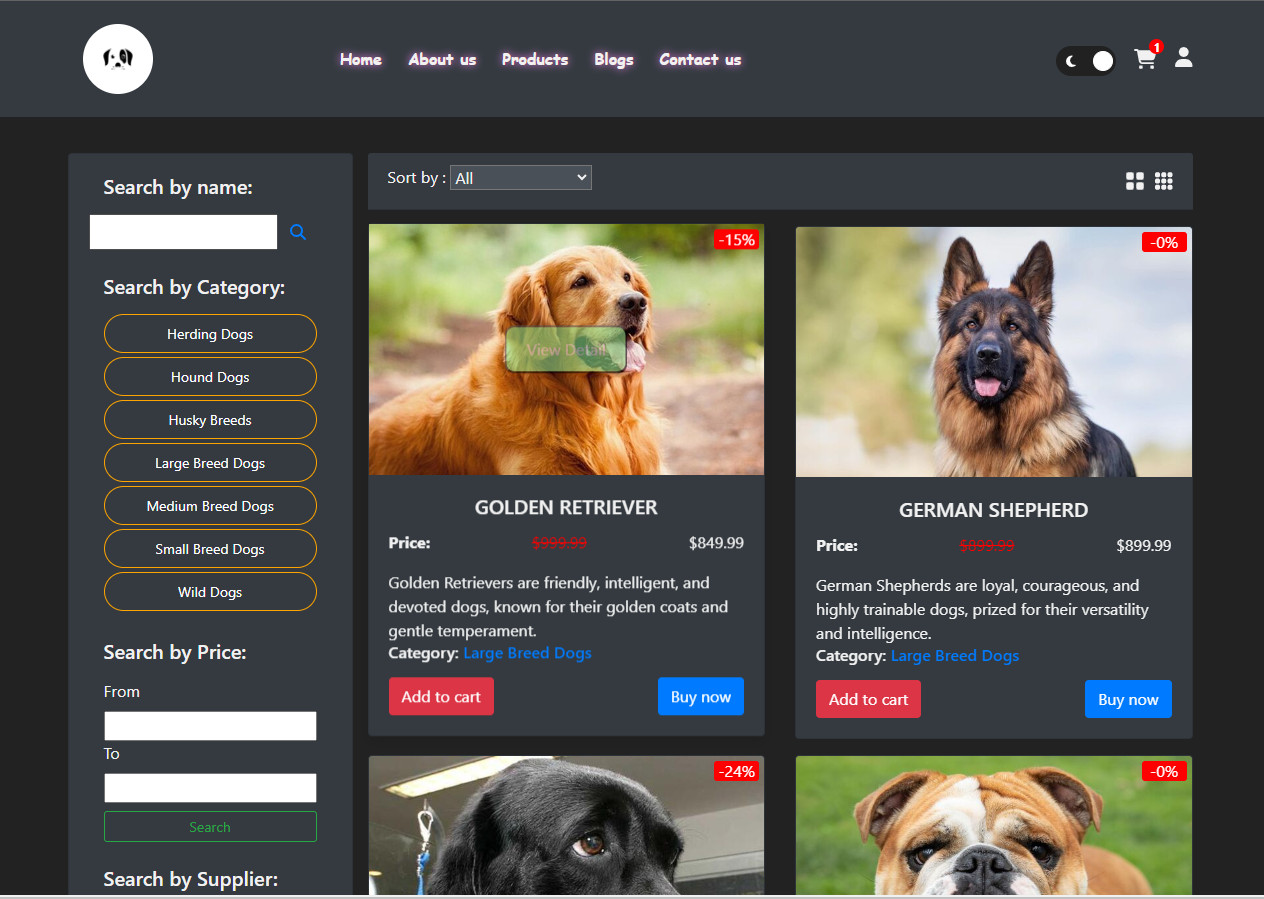 Home About us Products Blogs Contact us
1
Search by name:
Search by Category:
Herding Dogs
Hound Dogs
Husky Breeds
Large Breed Dogs
Medium Breed Dogs
Small Breed Dogs
Wild Dogs
Search by Price:
From
To
Search
Search by Supplier:
Sort by : All
-15%
View Detail
GOLDEN RETRIEVER
Price: $999.99 $849.99
Golden Retrievers are friendly, intelligent, and
devoted dogs, known for their golden coats and
gentle temperament.
Category: Large Breed Dogs
Add to cart Buy now
-0%
GERMAN SHEPHERD
Price: $899.99 $899.99
German Shepherds are loyal, courageous, and
highly trainable dogs, prized for their versatility
and intelligence.
Category: Large Breed Dogs
Add to cart Buy now
-24%
-0%